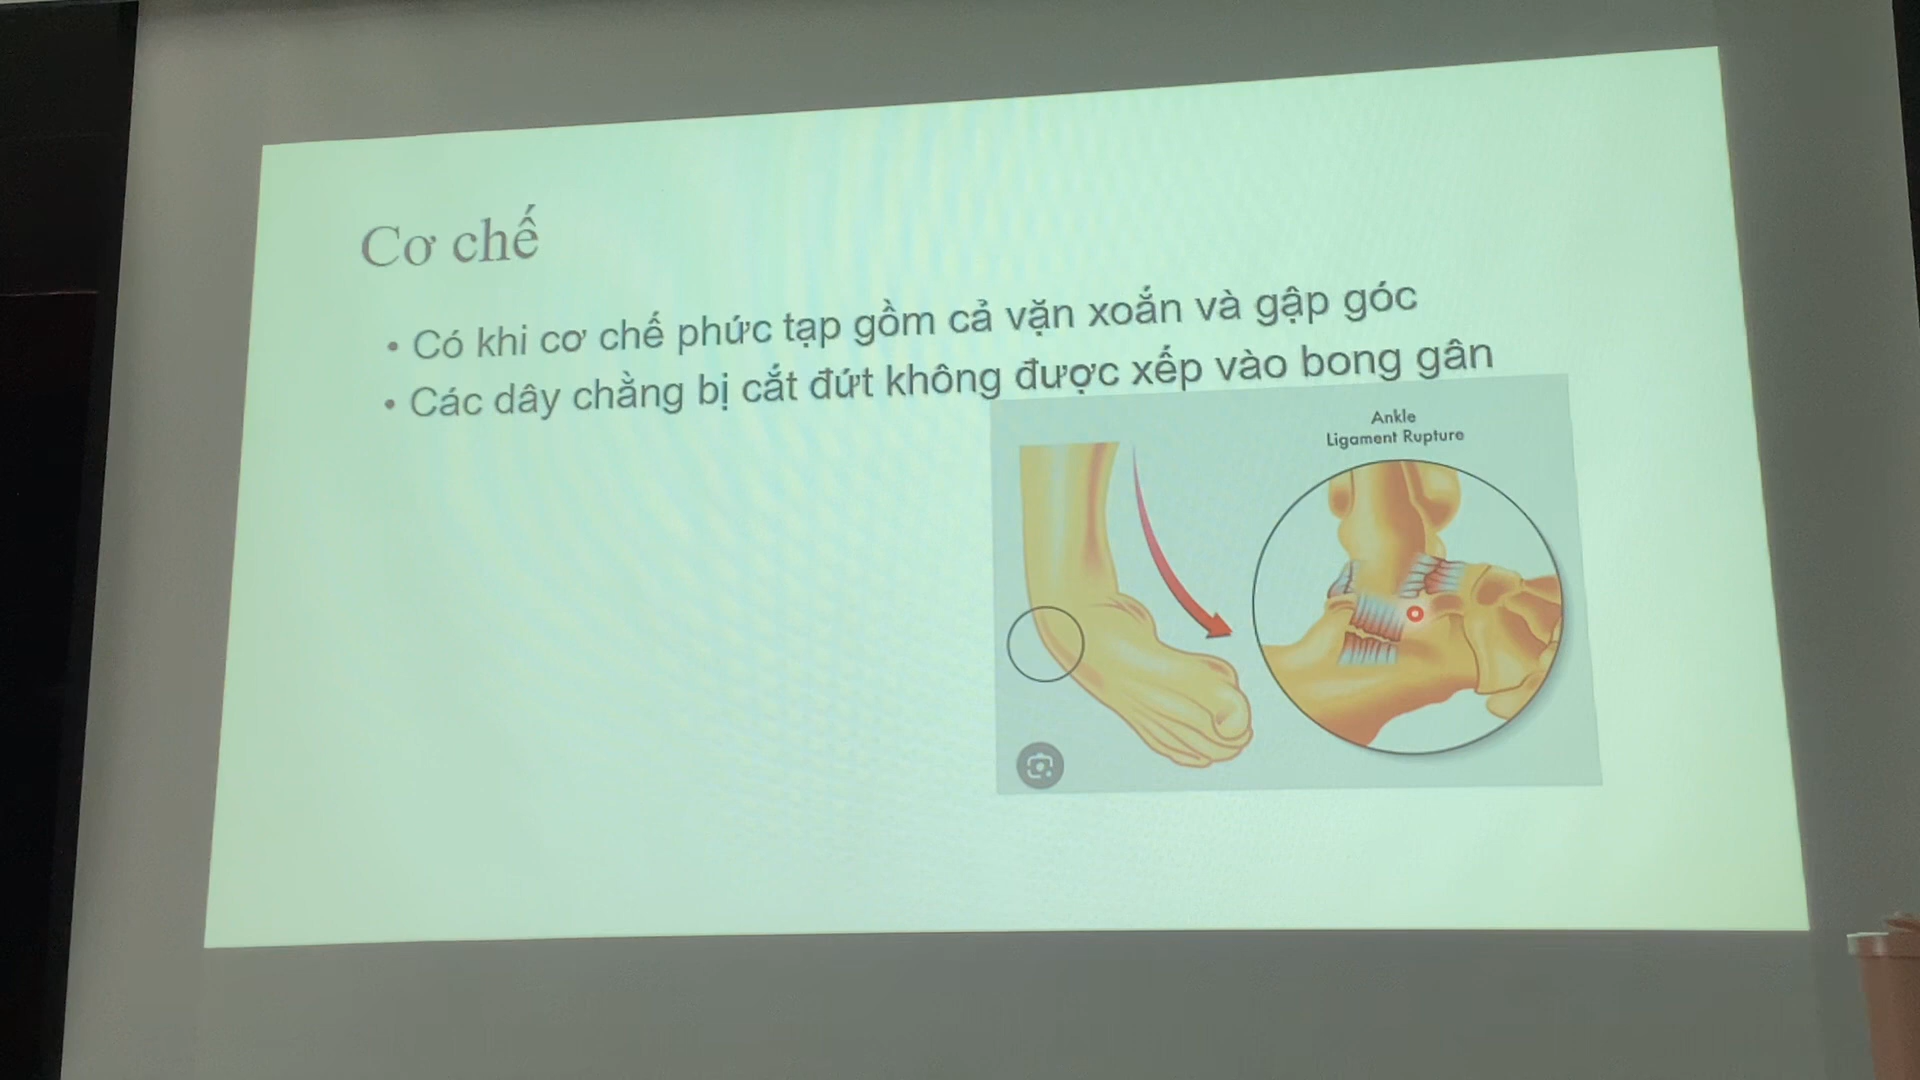 Cơ chế
• Có khi cơ chế phức tạp gồm cả vặn xoắn và gập góc
• Các dây chằng bị cắt đứt không được xếp vào bong gân
Ankle
Ligament Rupture